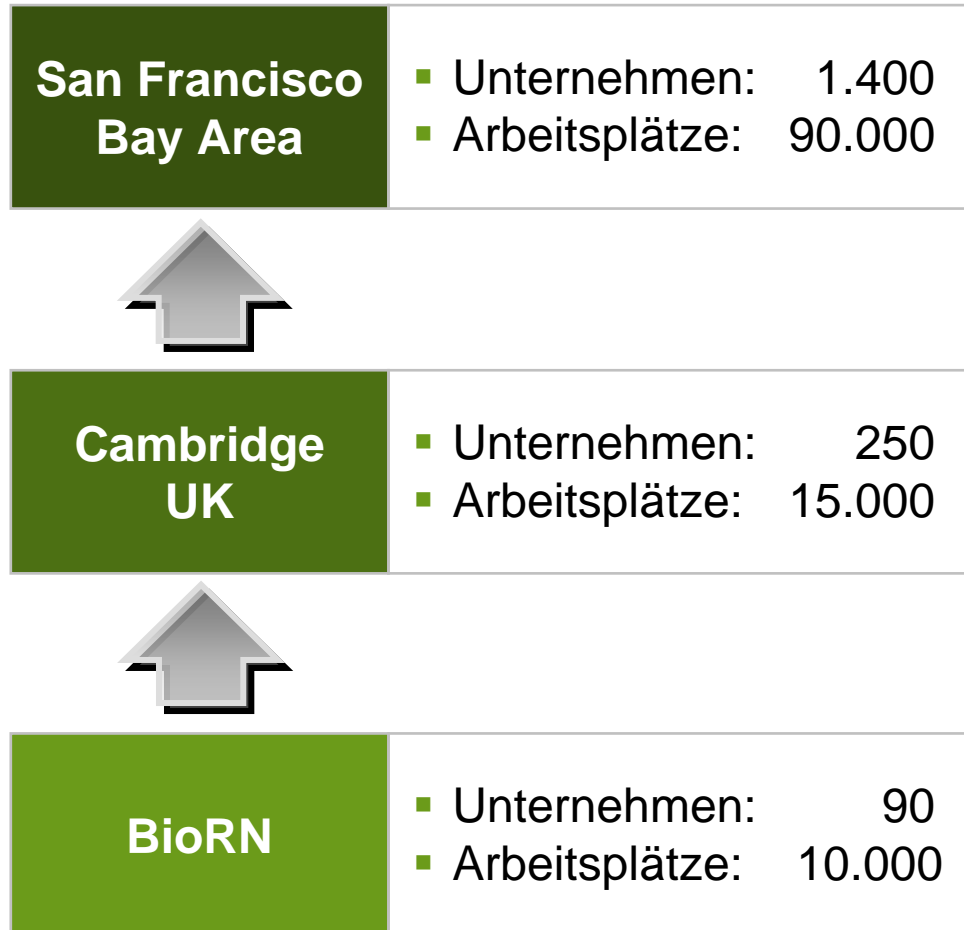 San Francisco
Bay Area
▪ Unternehmen: 1.400
▪ Arbeitsplätze: 90.000
Cambridge
UK
▪ Unternehmen: 250
▪ Arbeitsplätze: 15.000
BioRN
▪ Unternehmen: 90
▪ Arbeitsplätze: 10.000